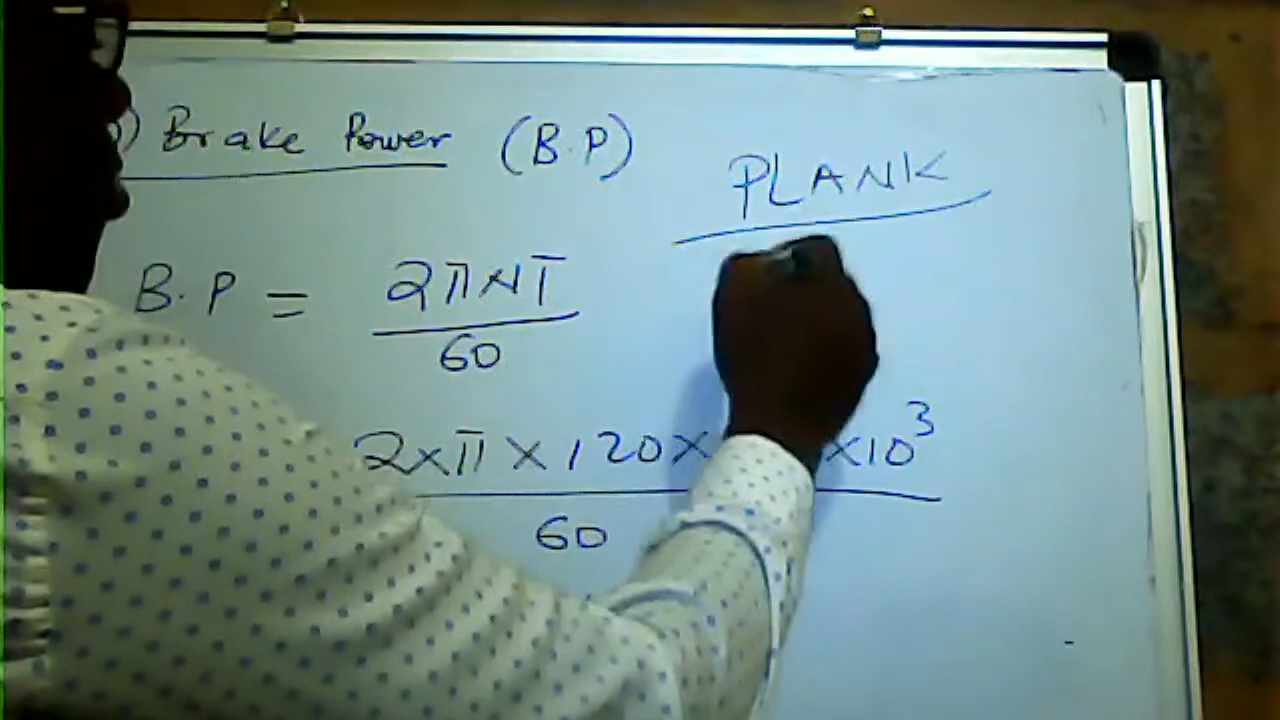 ) Brake Power (B.P)
PLANK
B.P = 2πNT
60
2×π×120× ×10³
60